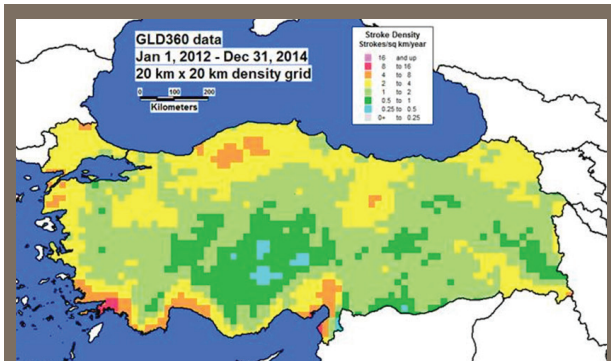 GLD360 data
Jan 1, 2012 - Dec 31, 2014
20 km x 20 km density grid
0 100 200
Kilometers
Stroke Density
Strokes/sq km/year
16 and up
8 to 16
4 to 8
2 to 4
1 to 2
0.5 to 1
0.25 to 0.5
0+ to 0.25